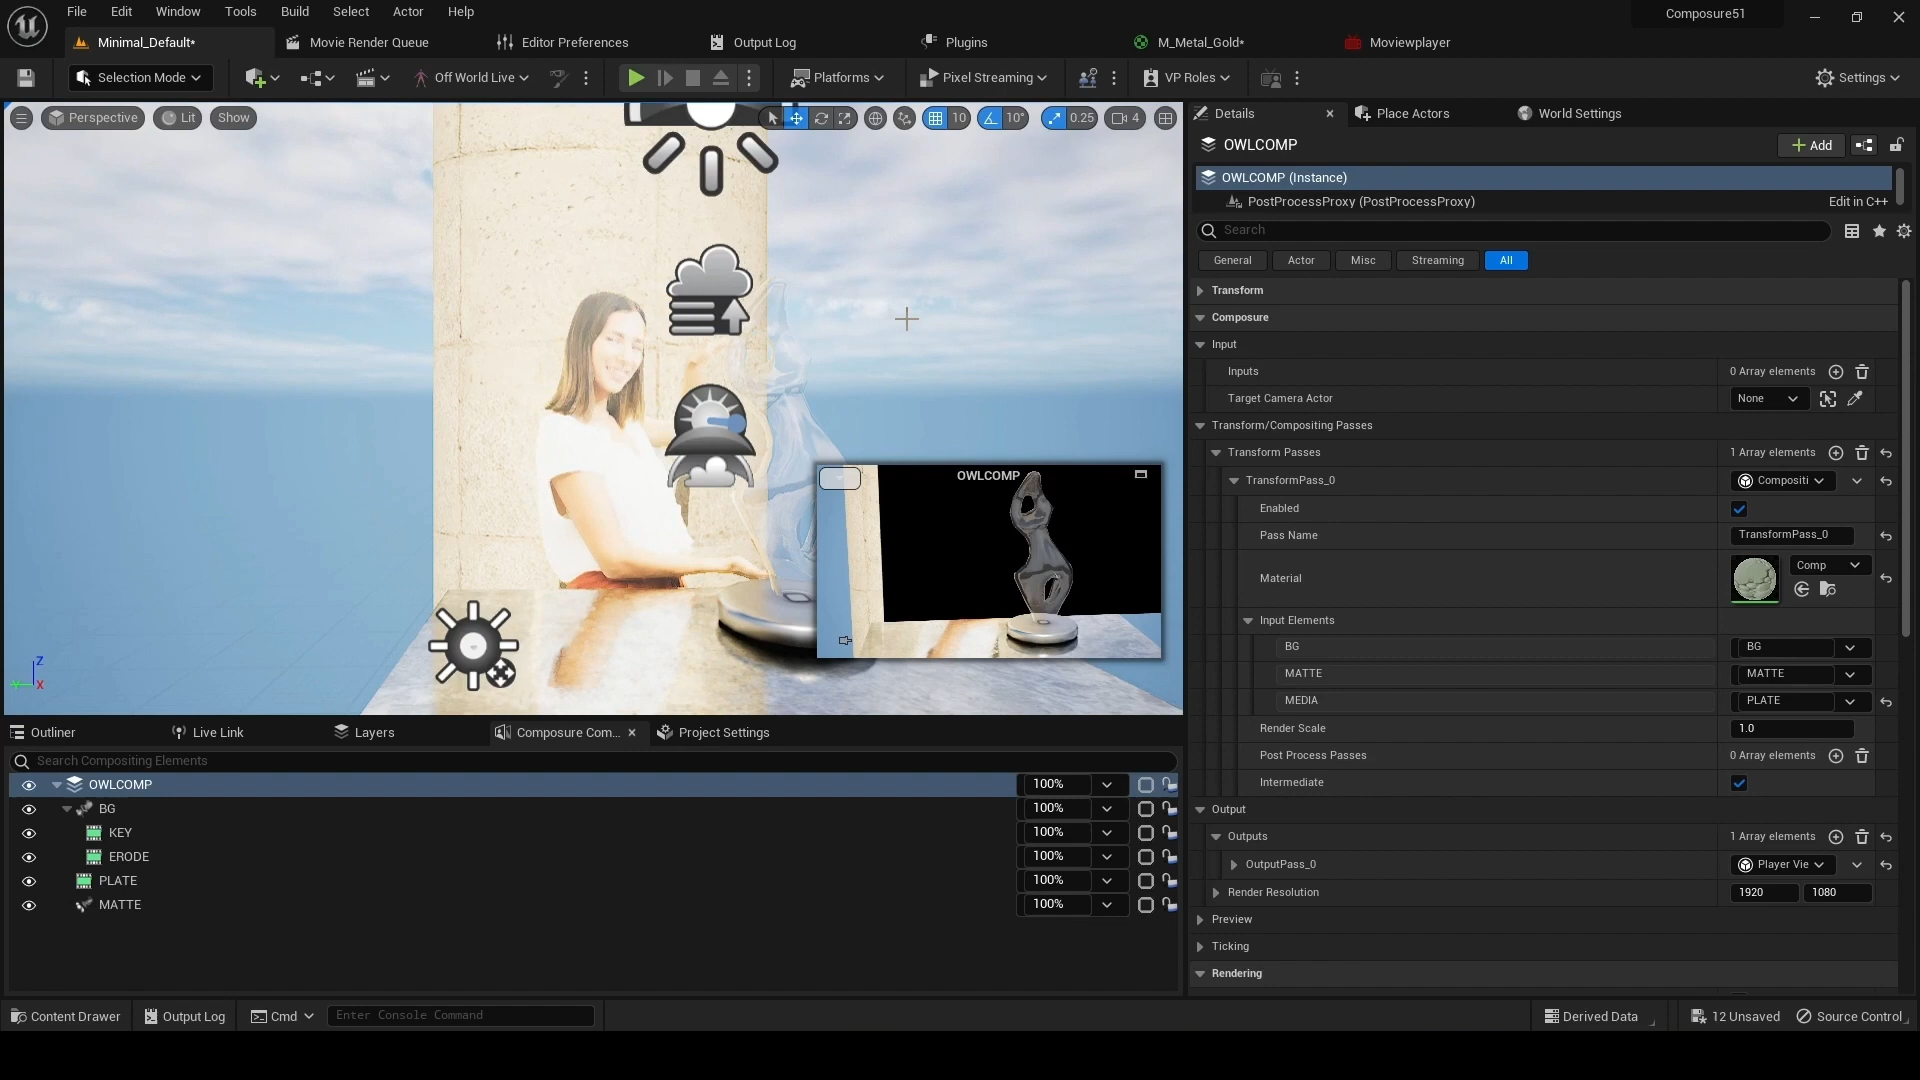 File Edit Window Tools Build Select Actor Help
Composure51
Minimal_Default*
Movie Render Queue
Editor Preferences
Output Log
Plugins
M_Metal_Gold*
Moviewplayer
Selection Mode
Off World Live
Platforms
Pixel Streaming
VP Roles
Settings
Perspective
Lit
Show
10
10°
0.25
4
OWLCOMP
Z
X
Details
Place Actors
World Settings
OWLCOMP
Add
OWLCOMP (Instance)
PostProcessProxy (PostProcessProxy)
Edit in C++
Search
General
Actor
Misc
Streaming
All
Transform
Composure
Input
Inputs
0 Array elements
Target Camera Actor
None
Transform/Compositing Passes
Transform Passes
1 Array elements
TransformPass_0
Compositi
Enabled
Pass Name
TransformPass_0
Material
Comp
Input Elements
BG
BG
MATTE
MATTE
MEDIA
PLATE
Render Scale
1.0
Post Process Passes
0 Array elements
Intermediate
Output
Outputs
1 Array elements
OutputPass_0
Player Vie
Render Resolution
1920
1080
Preview
Ticking
Rendering
Outliner
Live Link
Layers
Composure Com...
Project Settings
Search Compositing Elements
OWLCOMP
100%
BG
100%
KEY
100%
ERODE
100%
PLATE
100%
MATTE
100%
Content Drawer
Output Log
Cmd
Enter Console Command
Derived Data
12 Unsaved
Source Control